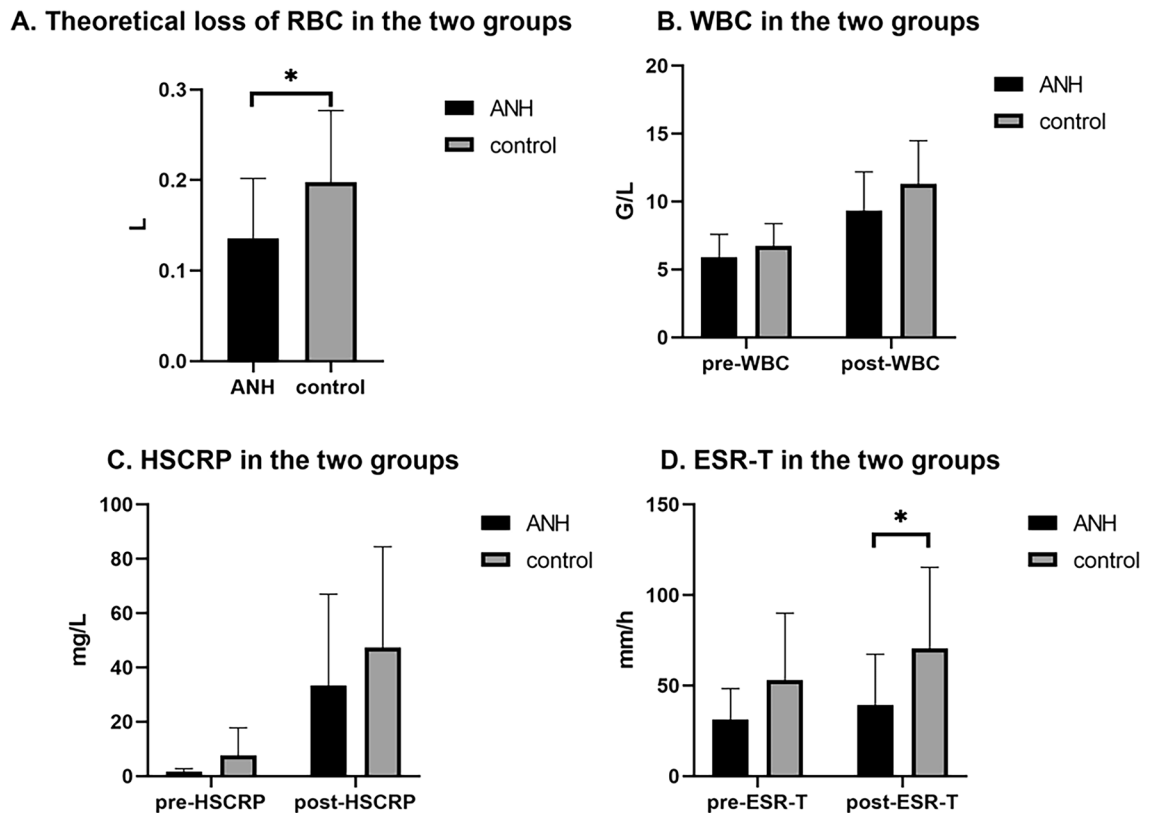 A. Theoretical loss of RBC in the two groups
*
ANH
control
L
0.3
0.2
0.1
0.0
ANH control
B. WBC in the two groups
ANH
control
G/L
20
15
10
5
0
pre-WBC post-WBC
C. HSCRP in the two groups
ANH
control
mg/L
100
80
60
40
20
0
pre-HSCRP post-HSCRP
D. ESR-T in the two groups
*
ANH
control
mm/h
150
100
50
0
pre-ESR-T post-ESR-T